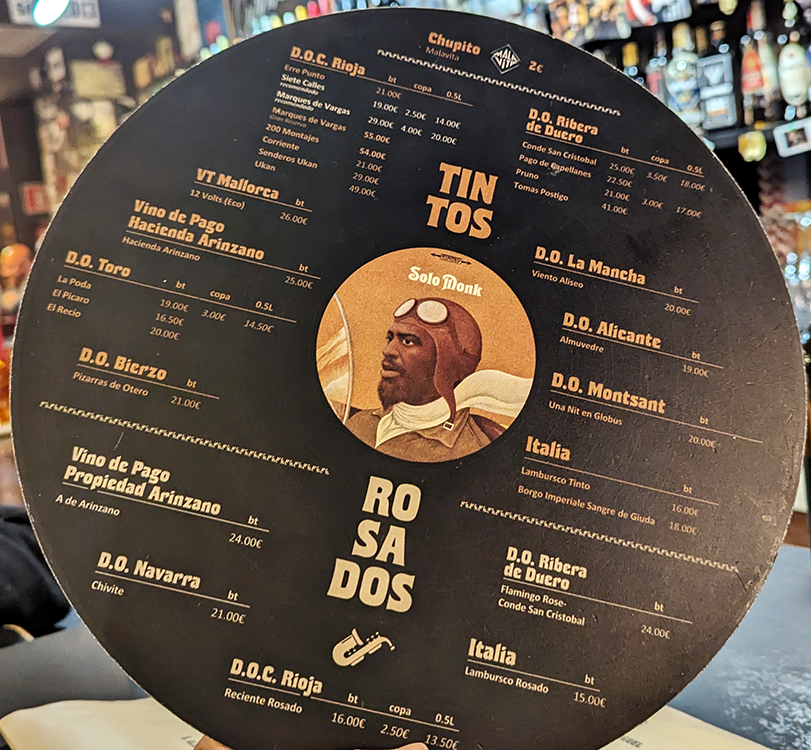 Chupito
Malavita
MALA VITA
2€
D.O.C. Rioja bt copa 0.5L
Erre Punto 21.00€
Siete Calles 19.00€ 2.50€ 14.00€
recomendado
Marques de Vargas 29.00€ 4.00€ 20.00€
recomendado
Marques de Vargas 55.00€
Gran Reserva
200 Montajes 54.00€
Corriente 21.00€
Senderos Ukan 29.00€
Ukan 49.00€
VT Mallorca bt
12 Volts (Eco) 26.00€
Vino de Pago
Hacienda Arinzano bt
Hacienda Arinzano 25.00€
D.O. Toro bt copa 0.5L
La Poda 19.00€ 3.00€ 14.50€
El Picaro 16.50€
El Recio 20.00€
D.O. Bierzo bt
Pizarras de Otero 21.00€
TIN
TOS
D.O. Ribera
de Duero bt copa 0.5L
Conde San Cristobal 25.00€ 3.50€ 18.00€
Pago de Capellanes 22.50€
Pruno 21.00€ 3.00€ 17.00€
Tomas Postigo 41.00€
D.O. La Mancha bt
Viento Aliseo 20.00€
D.O. Alicante bt
Almuvedre 19.00€
D.O. Montsant bt
Una Nit en Globus 20.00€
Italia bt
Lambursco Tinto 16.00€
Borgo Imperiale Sangre de Giuda 18.00€
STEREO
Solo Monk
Vino de Pago
Propiedad Arinzano bt
A de Arinzano 24.00€
D.O. Navarra bt
Chivite 21.00€
RO
SA
DOS
D.O.C. Rioja bt copa 0.5L
Reciente Rosado 16.00€ 2.50€ 13.50€
D.O. Ribera
de Duero bt
Flamingo Rose-
Conde San Cristobal 24.00€
Italia bt
Lambursco Rosado 15.00€